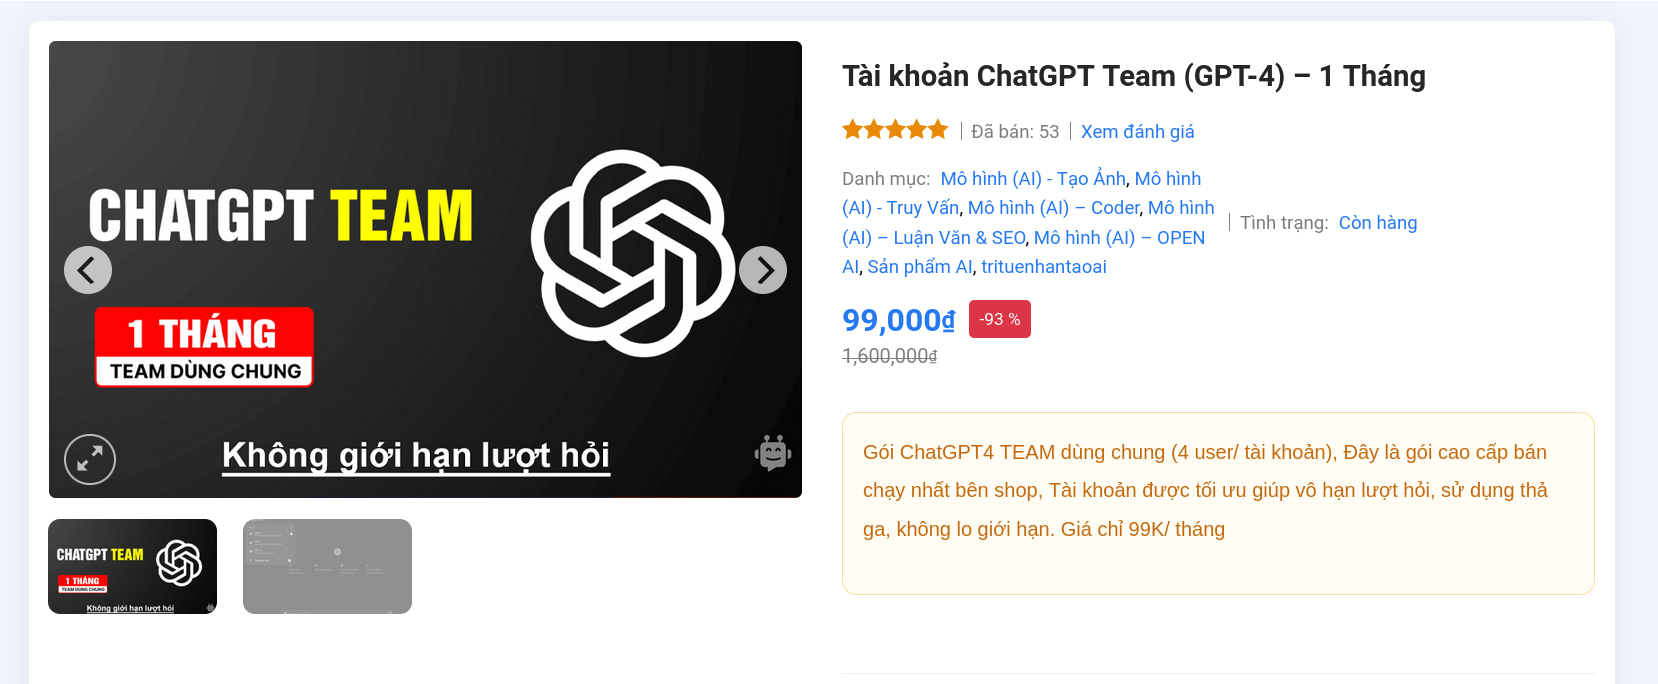 CHATGPT TEAM
1 THÁNG
TEAM DÙNG CHUNG
Không giới hạn lượt hỏi
CHATGPT TEAM
1 THÁNG
TEAM DÙNG CHUNG
Không giới hạn lượt hỏi
Tài khoản ChatGPT Team (GPT-4) – 1 Tháng
Đã bán: 53
Xem đánh giá
Danh mục: Mô hình (AI) - Tạo Ảnh, Mô hình
(AI) - Truy Vấn, Mô hình (AI) – Coder, Mô hình
(AI) – Luận Văn & SEO, Mô hình (AI) – OPEN
AI, Sản phẩm AI, trituenhantaoai
Tình trạng: Còn hàng
99,000₫ -93 %
1,600,000₫
Gói ChatGPT4 TEAM dùng chung (4 user/ tài khoản), Đây là gói cao cấp bán
chạy nhất bên shop, Tài khoản được tối ưu giúp vô hạn lượt hỏi, sử dụng thả
ga, không lo giới hạn. Giá chỉ 99K/ tháng